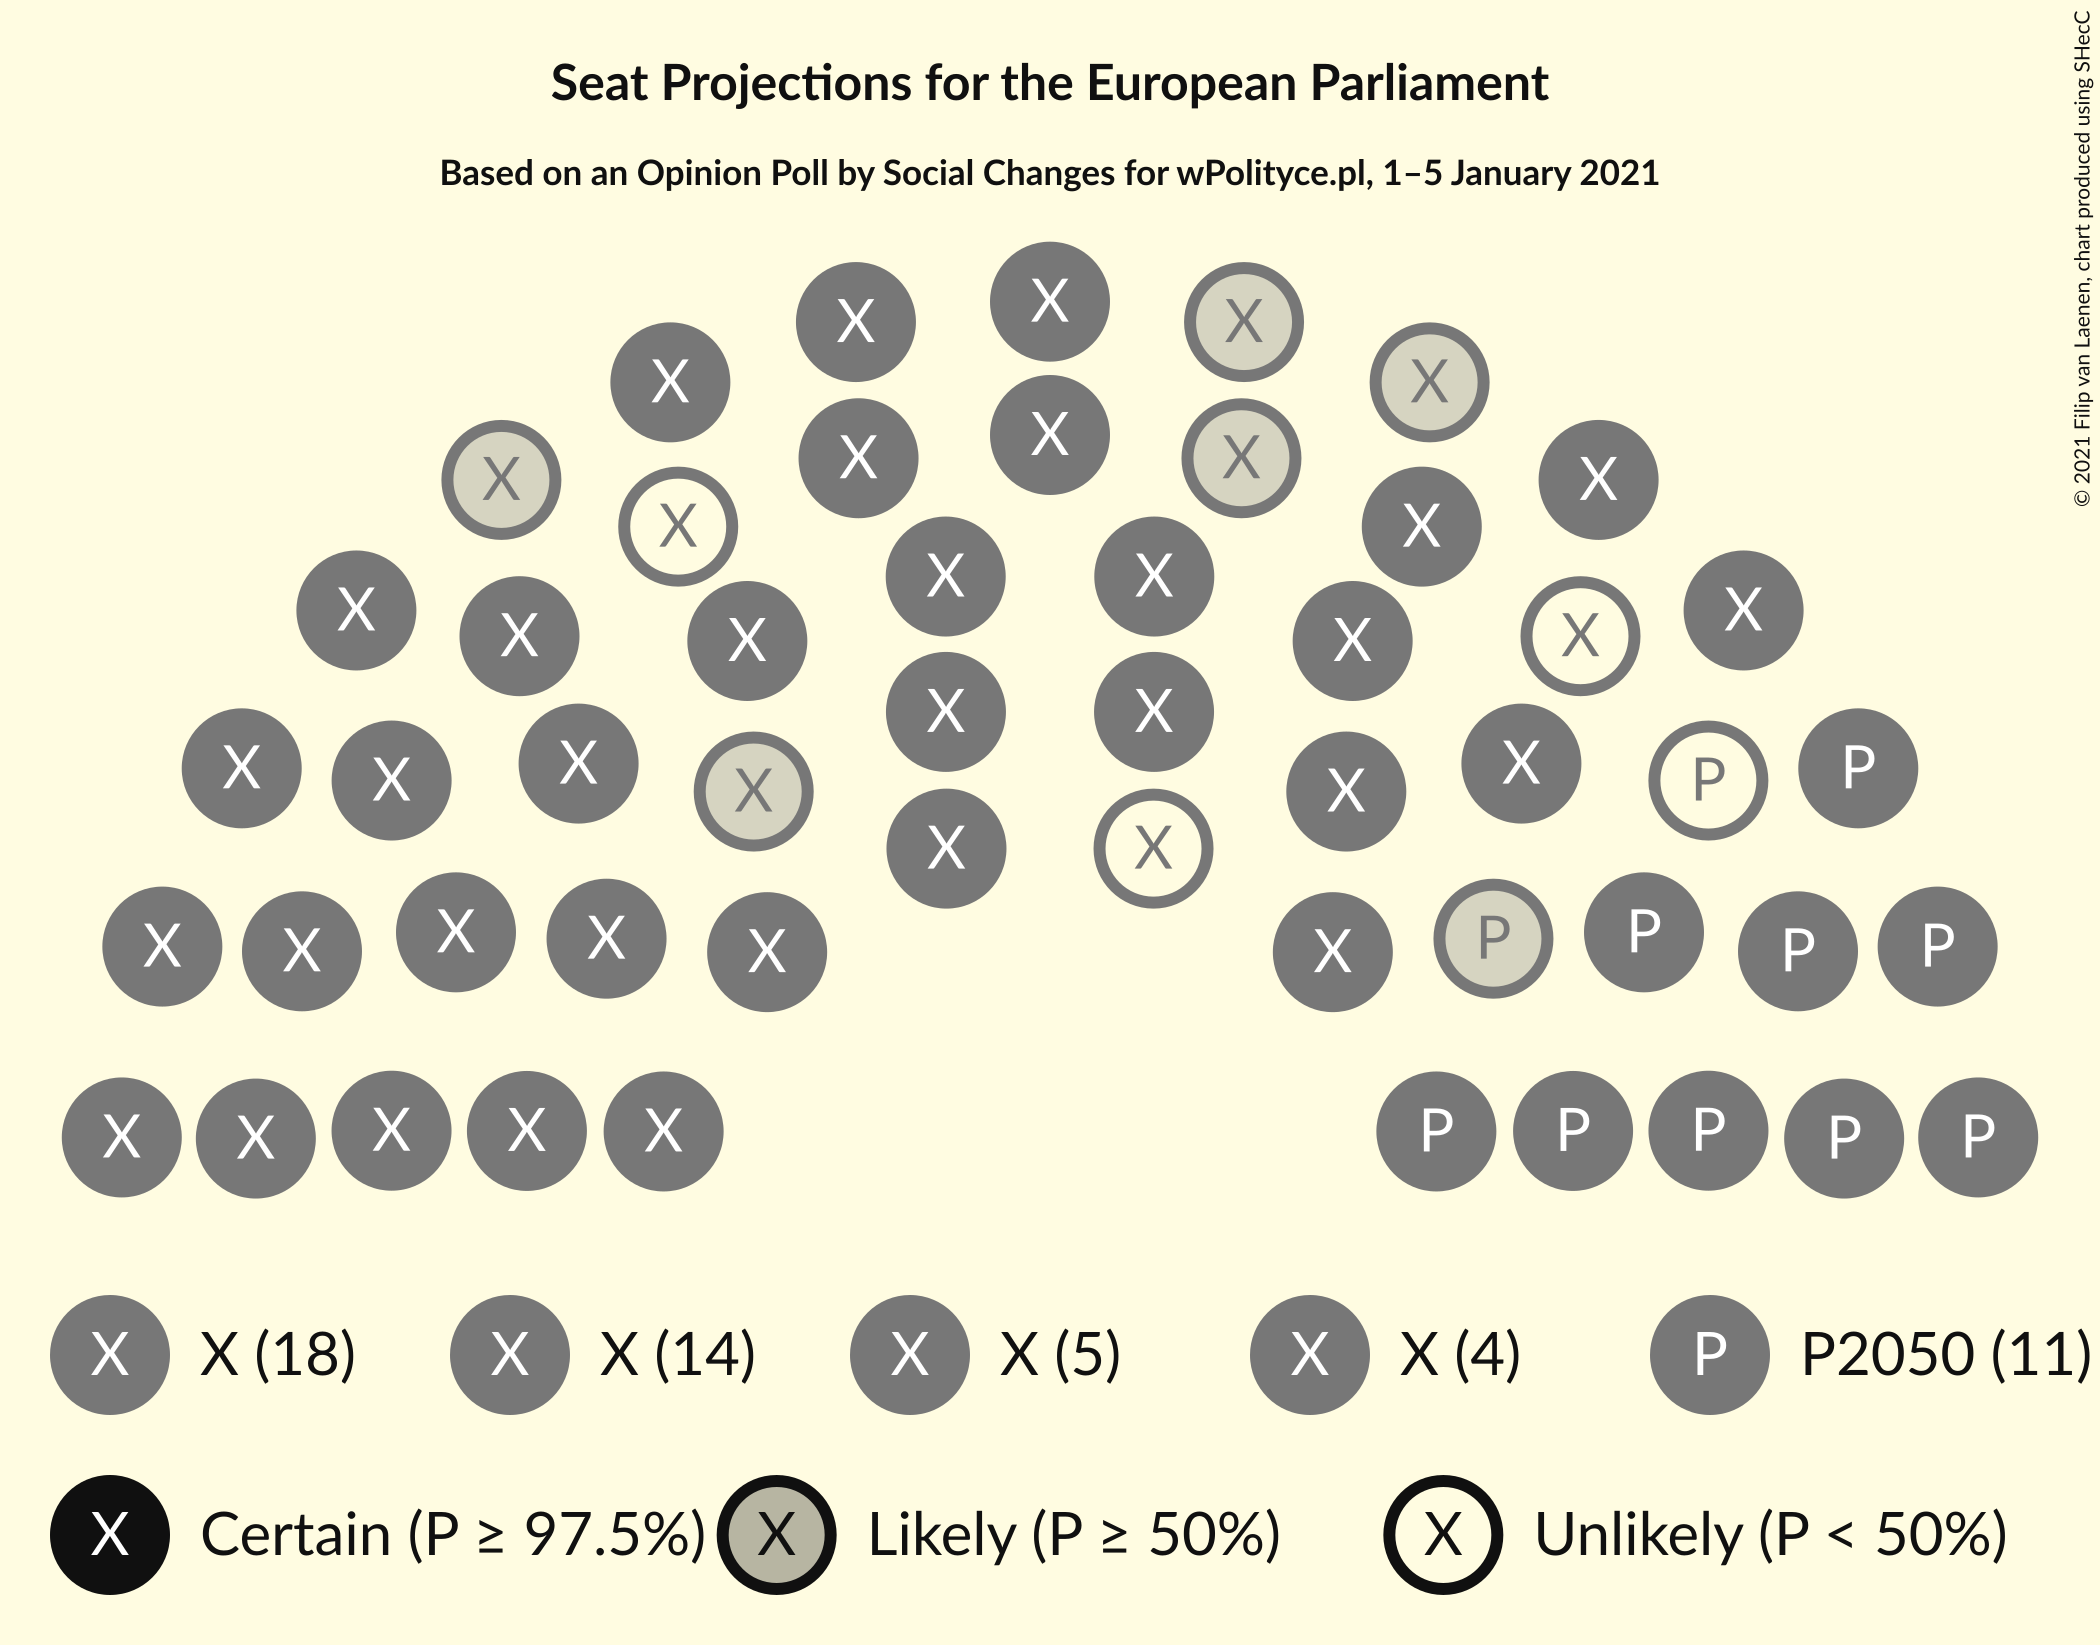 Seat Projections for the European Parliament
Based on an Opinion Poll by Social Changes for wPolityce.pl, 1–5 January 2021
© 2021 Filip van Laenen, chart produced using SHecC
X
X X
X X
X
X X
X X
X X
X X
X X
X X
X X
X X
X X
X X
X X P P
X X X X
X X
X X P P
X X X X P P
X X
X X X P P P
X X P P
X (18) X (14) X (5) X (4) P2050 (11)
X X X X P
X Certain (P ≥ 97.5%) X Likely (P ≥ 50%) X Unlikely (P < 50%)